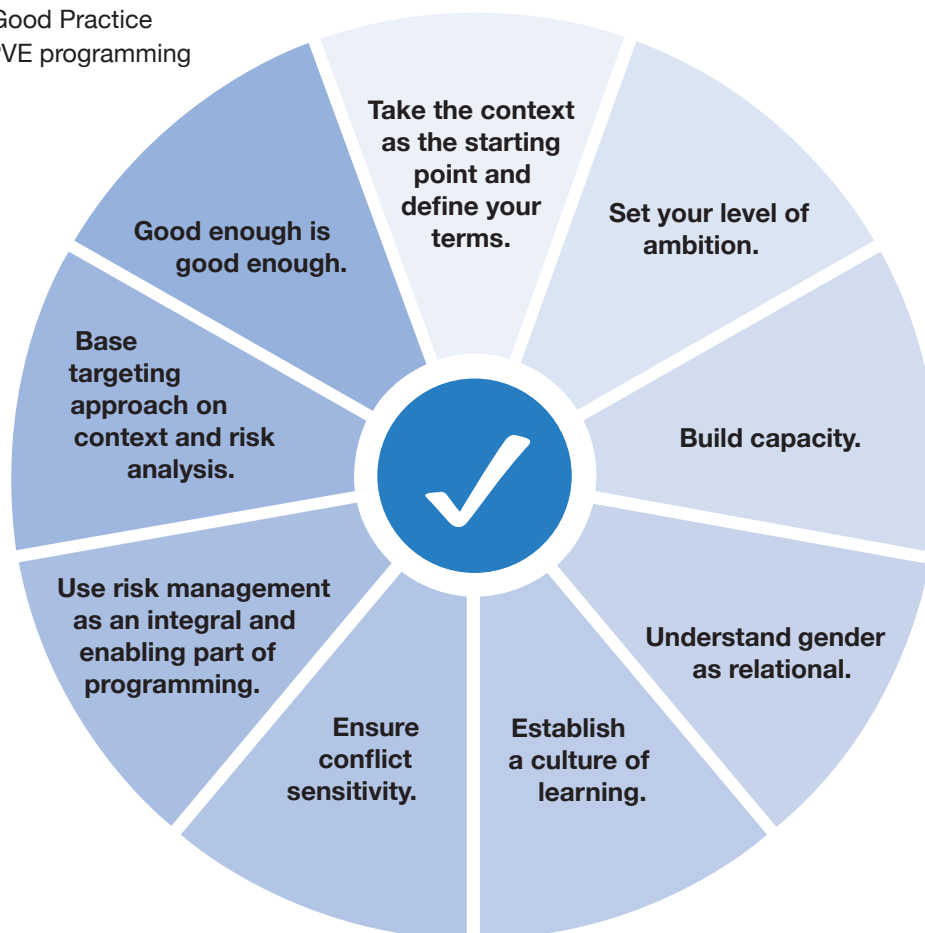 Good Practice
PVE programming
Take the context
as the starting
point and
define your
terms.
Set your level of
ambition.
Build capacity.
Understand gender
as relational.
Establish
a culture of
learning.
Ensure
conflict
sensitivity.
Use risk management
as an integral and
enabling part of
programming.
Base
targeting
approach on
context and risk
analysis.
Good enough is
good enough.